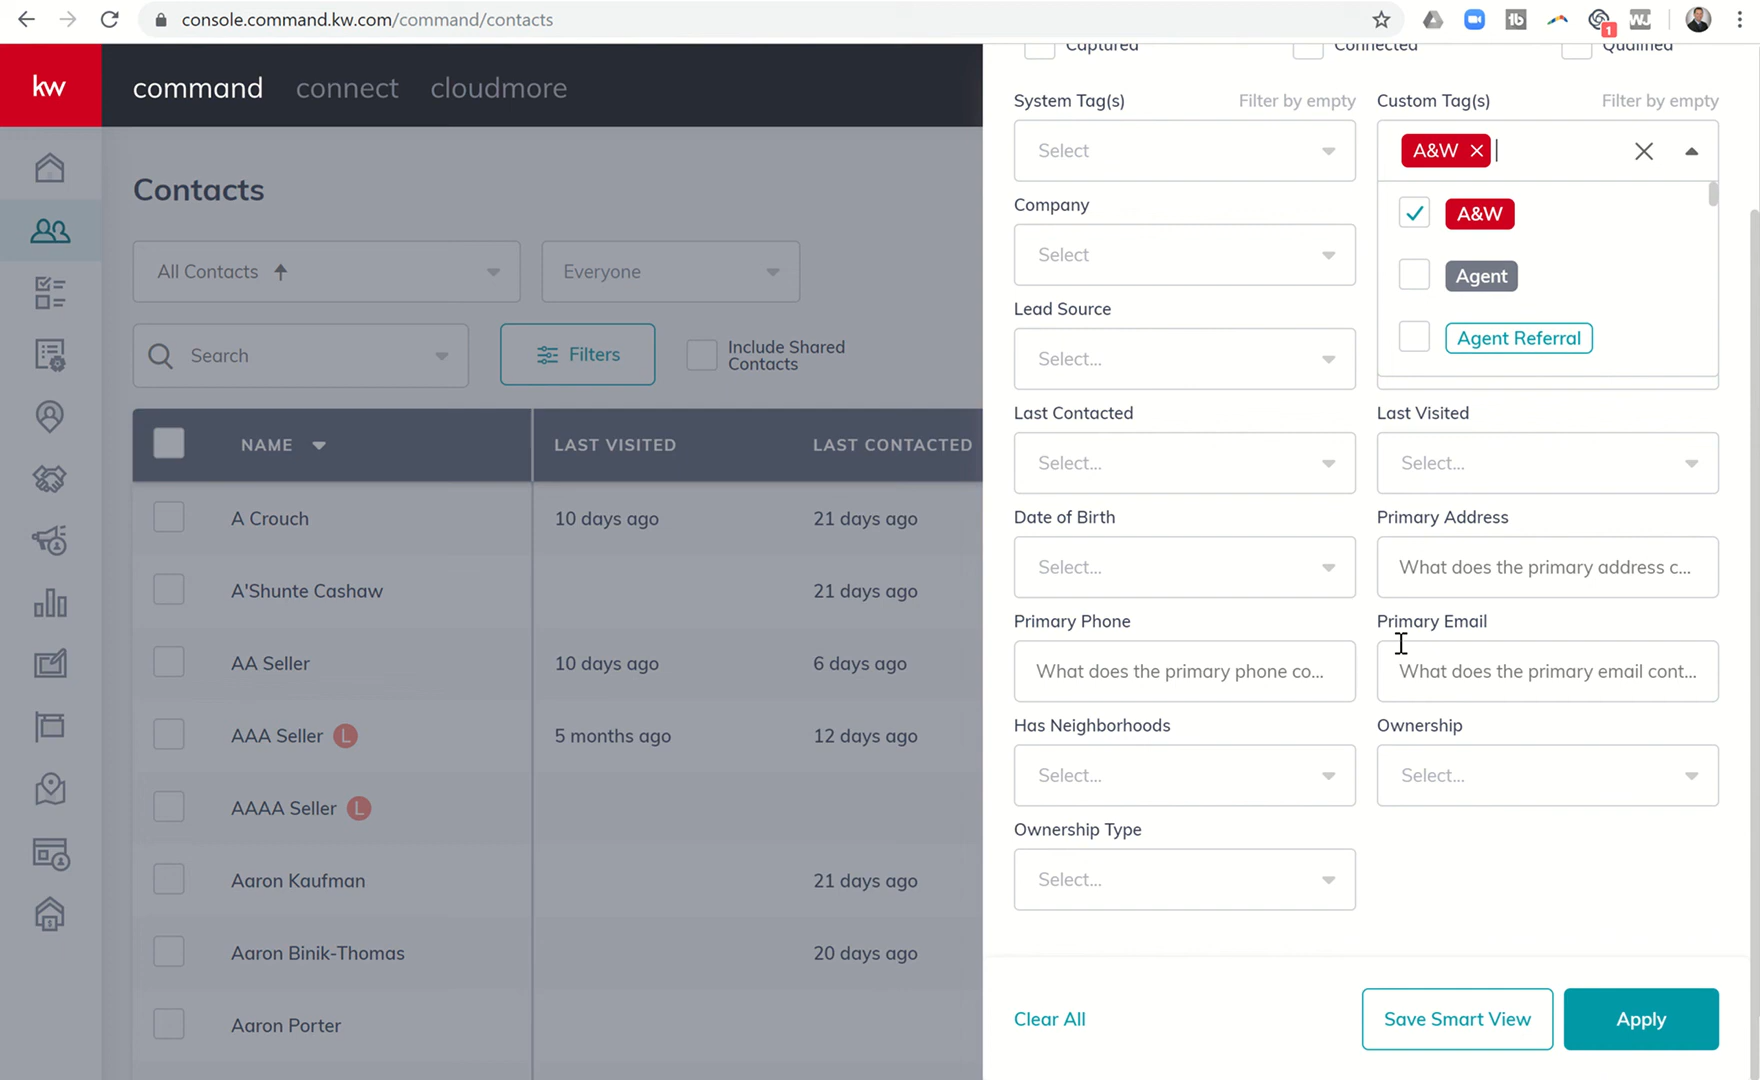 console.command.kw.com/command/contacts
1
kw
command connect cloudmore
Contacts
All Contacts
Everyone
Search
Filters
Include Shared
Contacts
NAME LAST VISITED LAST CONTACTED
A Crouch 10 days ago 21 days ago
A'Shunte Cashaw 21 days ago
AA Seller 10 days ago 6 days ago
AAA Seller L 5 months ago 12 days ago
AAAA Seller L
Aaron Kaufman 21 days ago
Aaron Binik-Thomas 20 days ago
Aaron Porter
Captured Connected Qualified
System Tag(s) Filter by empty
Select
Custom Tag(s) Filter by empty
A&W
A&W
Agent
Agent Referral
Company
Select
Lead Source
Select...
Last Contacted
Select...
Last Visited
Select...
Date of Birth
Select...
Primary Address
What does the primary address c...
Primary Phone
What does the primary phone co...
Primary Email
What does the primary email cont...
Has Neighborhoods
Select...
Ownership
Select...
Ownership Type
Select...
Clear All
Save Smart View
Apply